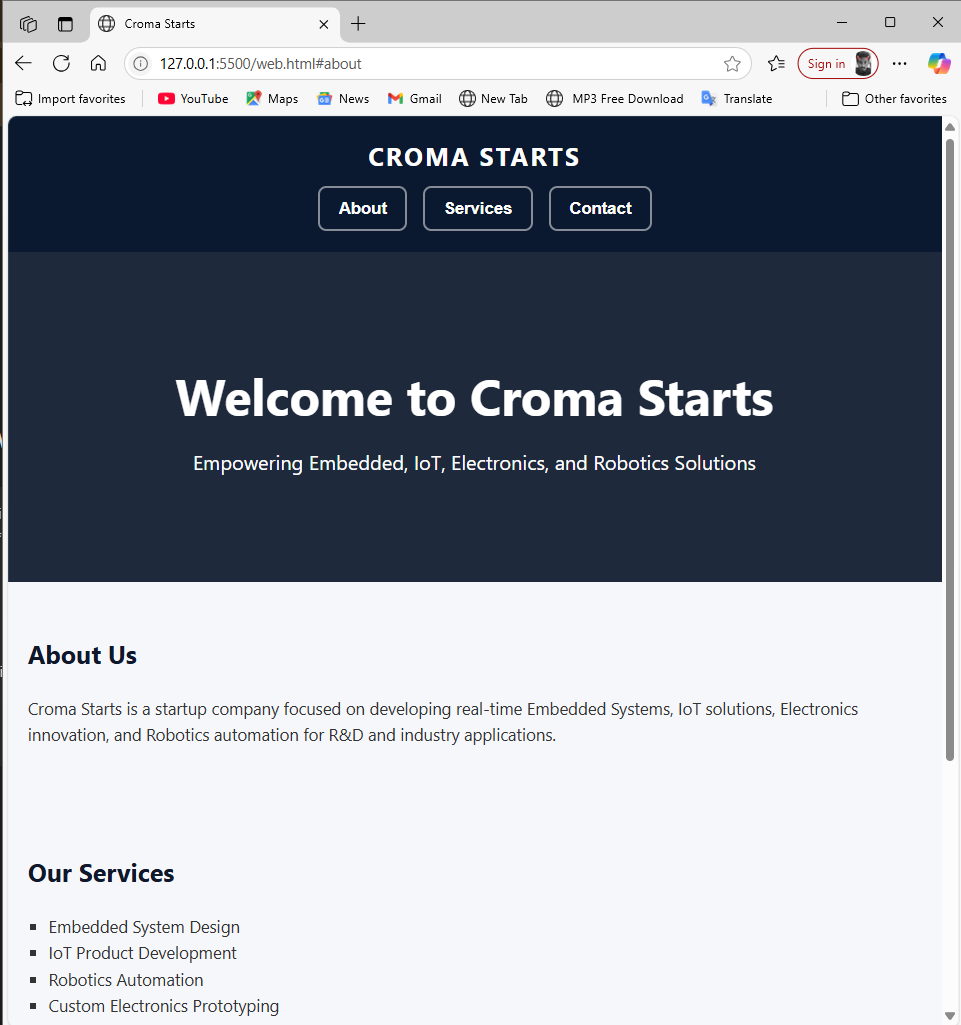 Croma Starts
127.0.0.1:5500/web.html#about
Sign in
Import favorites
YouTube
Maps
News
Gmail
New Tab
MP3 Free Download
Translate
Other favorites
CROMA STARTS
About
Services
Contact
Welcome to Croma Starts
Empowering Embedded, IoT, Electronics, and Robotics Solutions
About Us
Croma Starts is a startup company focused on developing real-time Embedded Systems, IoT solutions, Electronics
innovation, and Robotics automation for R&D and industry applications.
Our Services
Embedded System Design
IoT Product Development
Robotics Automation
Custom Electronics Prototyping